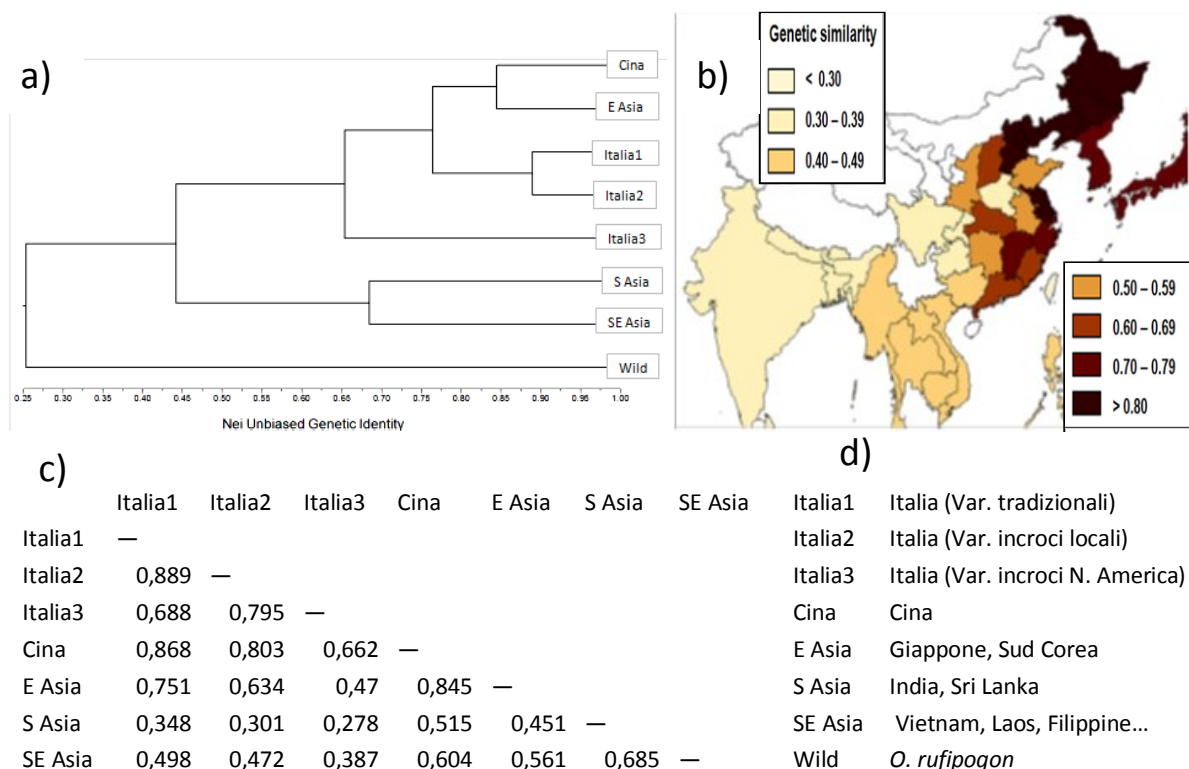 a)
Cina
E Asia
Italia1
Italia2
Italia3
S Asia
SE Asia
Wild
0.25 0.30 0.35 0.40 0.45 0.50 0.55 0.60 0.65 0.70 0.75 0.80 0.85 0.90 0.95 1.00
Nei Unbiased Genetic Identity
b)
Genetic similarity
< 0.30
0.30 – 0.39
0.40 – 0.49
0.50 – 0.59
0.60 – 0.69
0.70 – 0.79
> 0.80
c)
Italia1 Italia2 Italia3 Cina E Asia S Asia SE Asia
Italia1 —
Italia2 0,889 —
Italia3 0,688 0,795 —
Cina 0,868 0,803 0,662 —
E Asia 0,751 0,634 0,47 0,845 —
S Asia 0,348 0,301 0,278 0,515 0,451 —
SE Asia 0,498 0,472 0,387 0,604 0,561 0,685 —
d)
Italia1 Italia (Var. tradizionali)
Italia2 Italia (Var. incroci locali)
Italia3 Italia (Var. incroci N. America)
Cina Cina
E Asia Giappone, Sud Corea
S Asia India, Sri Lanka
SE Asia Vietnam, Laos, Filippine…
Wild O. rufipogon